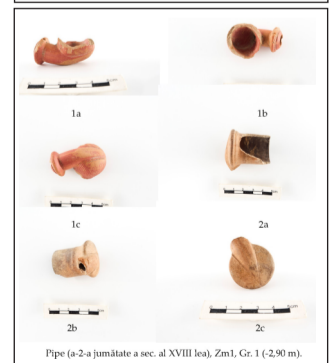 1a
1b
1c
2a
2b
2c
Pipe (a-2-a jumătate a sec. al XVIII lea), Zm1, Gr. 1 (-2,90 m).